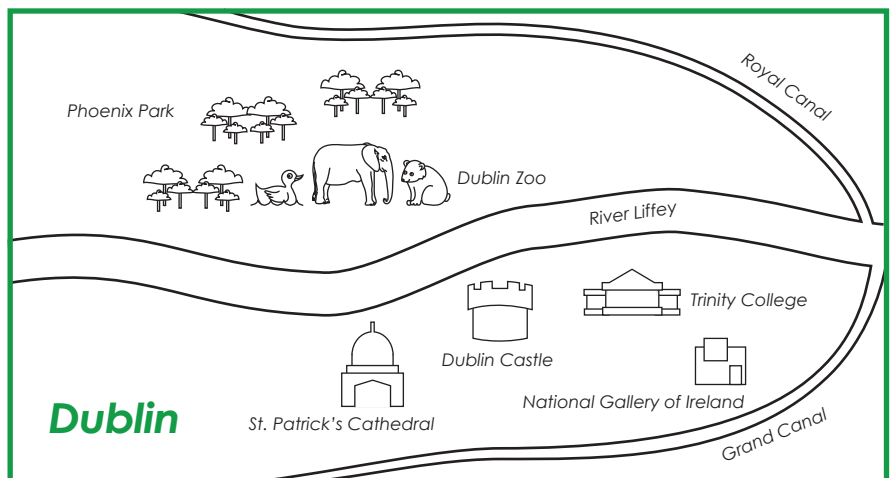 Royal Canal
Phoenix Park
Dublin Zoo
River Liffey
Trinity College
Dublin Castle
National Gallery of Ireland
St. Patrick's Cathedral
Dublin
Grand Canal